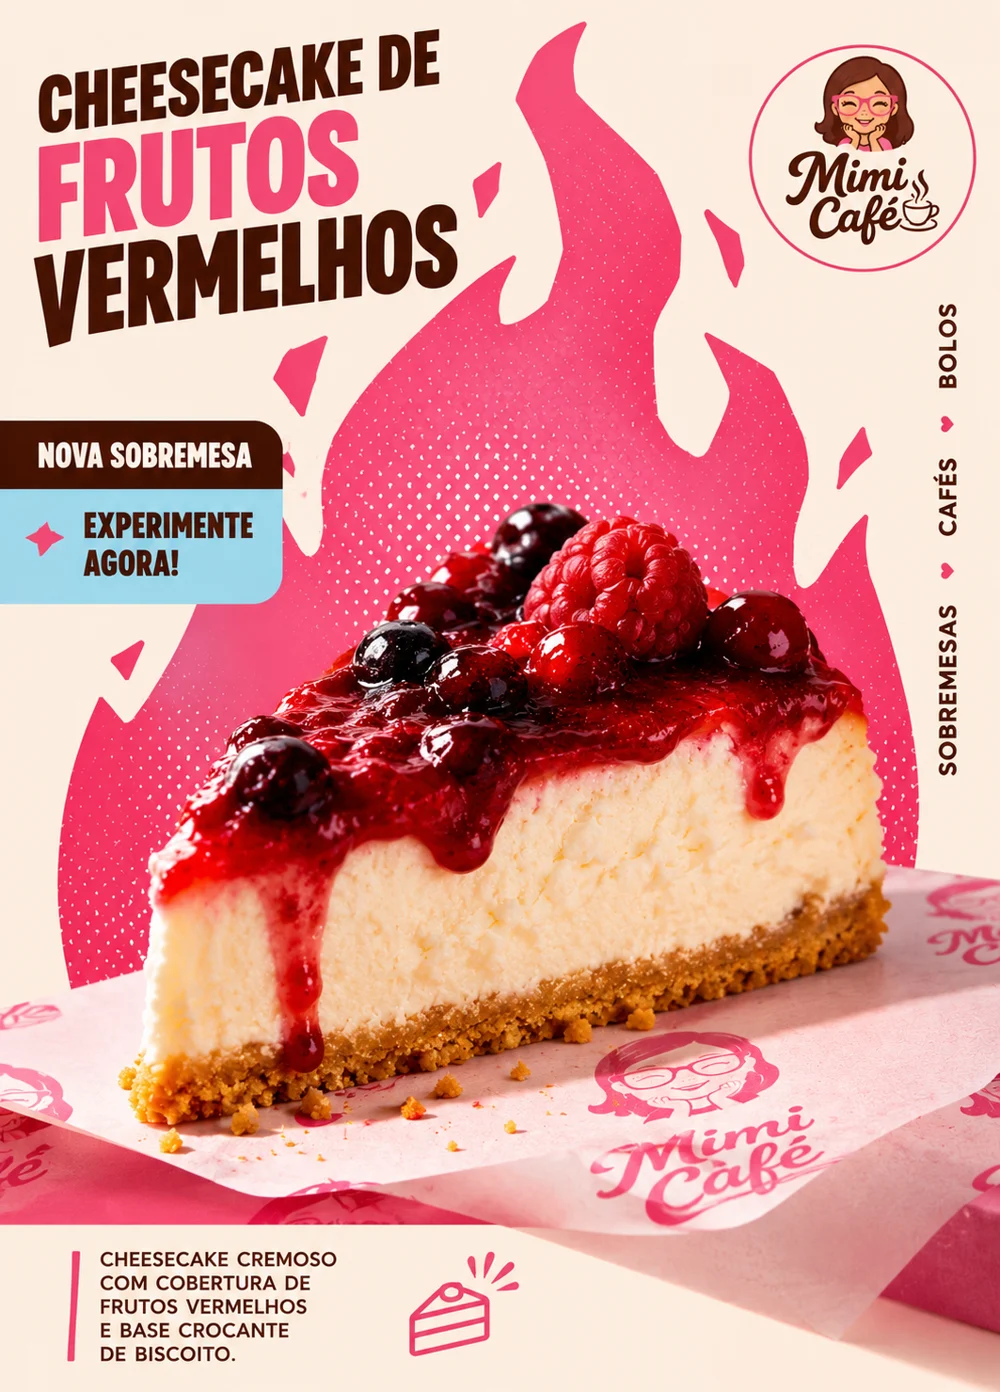 CHEESECAKE DE
FRUTOS
VERMELHOS
Mimi
Café
NOVA SOBREMESA
EXPERIMENTE
AGORA!
SOBREMESAS ♥ CAFÉS ♥ BOLOS
Mimi
Café
CHEESECAKE CREMOSO
COM COBERTURA DE
FRUTOS VERMELHOS
E BASE CROCANTE
DE BISCOITO.